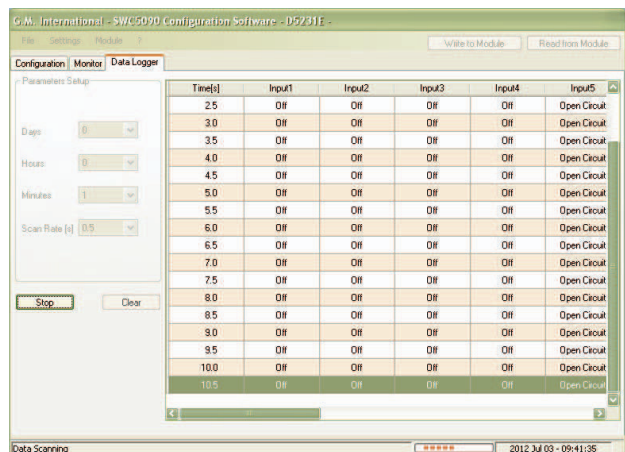 G.M. International - SWC5090 Configuration Software - D5231E -
File Settings Module ?
Write to Module Read from Module
Configuration Monitor Data Logger
Parameters Setup
Days 0
Hours 0
Minutes 1
Scan Rate [s] 0.5
Stop Clear
Time[s] Input1 Input2 Input3 Input4 Input5
2.5 Off Off Off Off Open Circuit
3.0 Off Off Off Off Open Circuit
3.5 Off Off Off Off Open Circuit
4.0 Off Off Off Off Open Circuit
4.5 Off Off Off Off Open Circuit
5.0 Off Off Off Off Open Circuit
5.5 Off Off Off Off Open Circuit
6.0 Off Off Off Off Open Circuit
6.5 Off Off Off Off Open Circuit
7.0 Off Off Off Off Open Circuit
7.5 Off Off Off Off Open Circuit
8.0 Off Off Off Off Open Circuit
8.5 Off Off Off Off Open Circuit
9.0 Off Off Off Off Open Circuit
9.5 Off Off Off Off Open Circuit
10.0 Off Off Off Off Open Circuit
10.5 Off Off Off Off Open Circuit
Data Scanning 2012 Jul 03 - 09:41:35